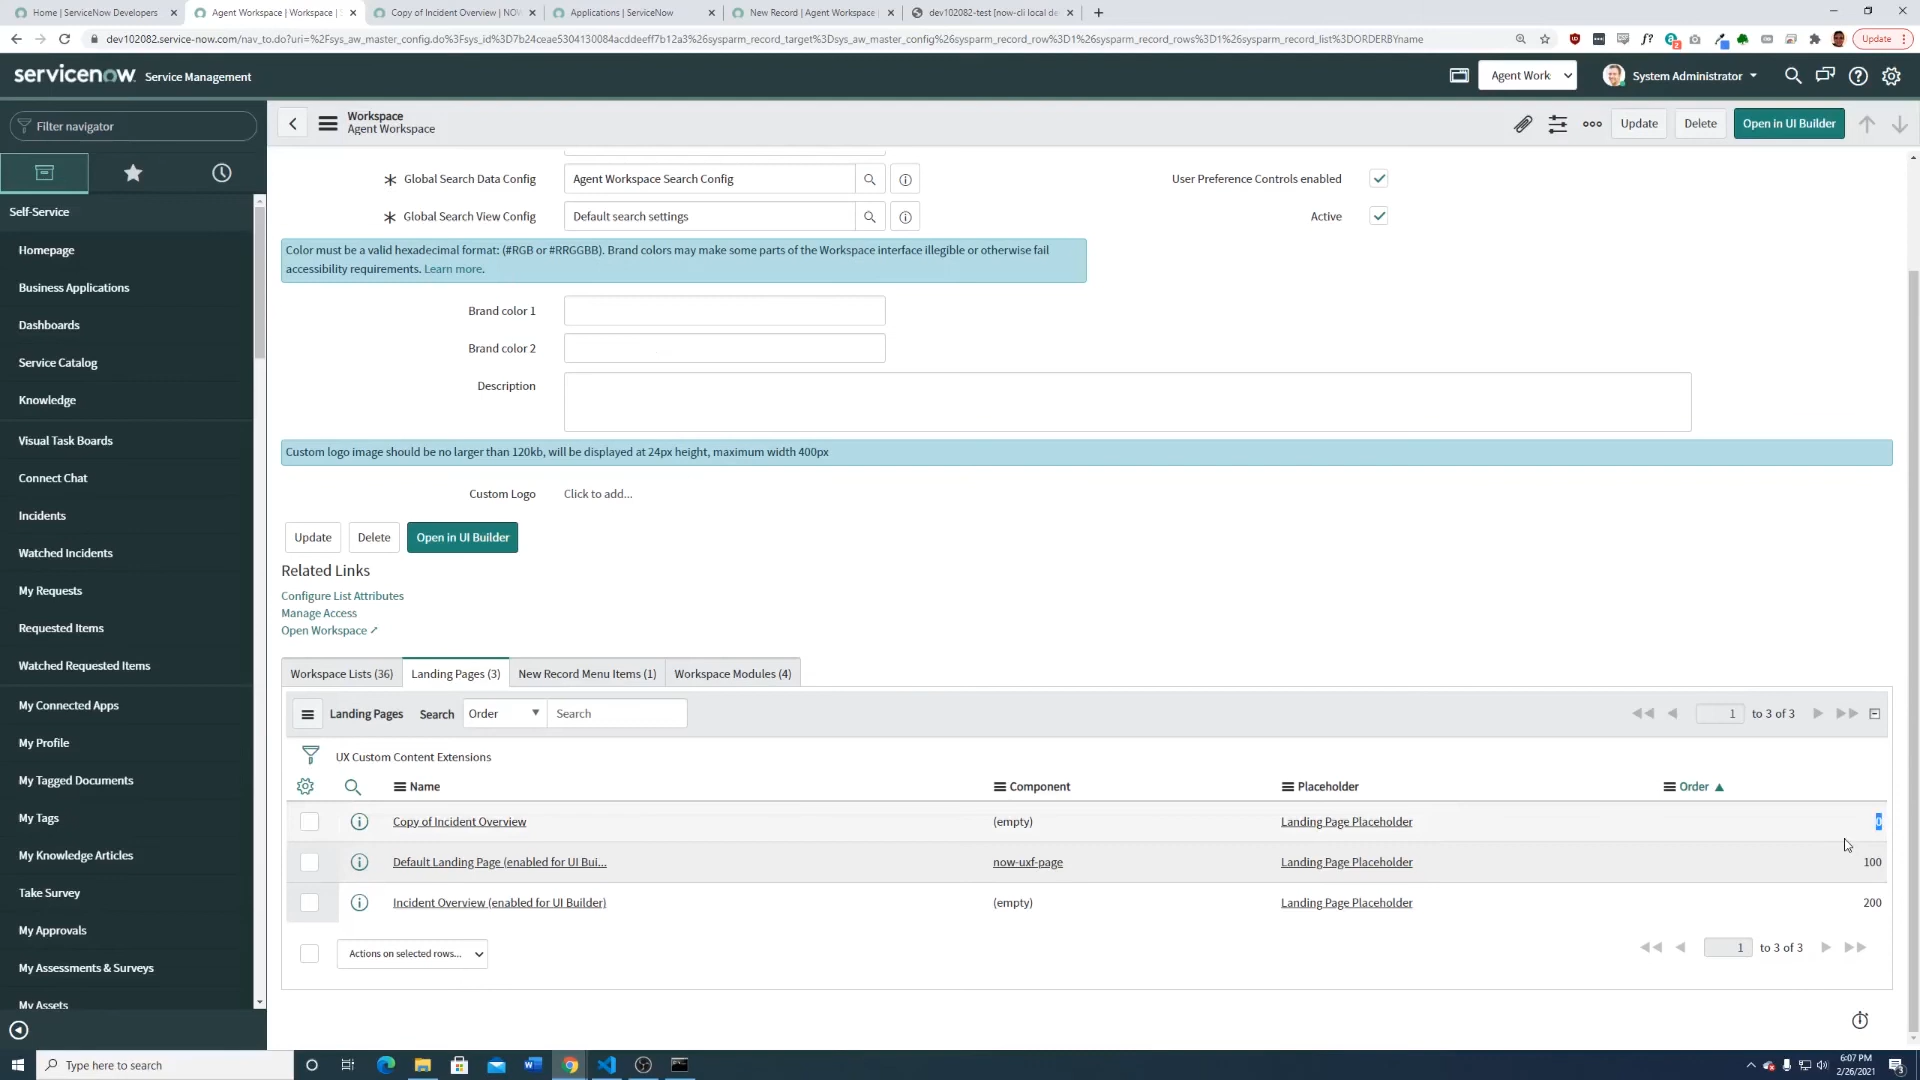 Home | ServiceNow Developers
Agent Workspace | Workspace | S
Copy of Incident Overview | NOW
Applications | ServiceNow
New Record | Agent Workspace
dev102082-test [now-cli local de
dev102082.service-now.com/nav_to.do?uri=%2Fsys_aw_master_config.do%3Fsys_id%3D7b24ceae5304130084acddeeff7b12a3%26sysparm_record_target%3Dsys_aw_master_config%26sysparm_record_row%3D1%26sysparm_record_rows%3D1%26sysparm_record_list%3DORDERBYname
Update
servicenow Service Management
Agent Work
System Administrator
Filter navigator
Workspace
Agent Workspace
Update
Delete
Open in UI Builder
Self-Service
Homepage
Business Applications
Dashboards
Service Catalog
Knowledge
Visual Task Boards
Connect Chat
Incidents
Watched Incidents
My Requests
Requested Items
Watched Requested Items
My Connected Apps
My Profile
My Tagged Documents
My Tags
My Knowledge Articles
Take Survey
My Approvals
My Assessments & Surveys
My Assets
Global Search Data Config
Agent Workspace Search Config
User Preference Controls enabled
Global Search View Config
Default search settings
Active
Color must be a valid hexadecimal format: (#RGB or #RRGGBB). Brand colors may make some parts of the Workspace interface illegible or otherwise fail
accessibility requirements. Learn more.
Brand color 1
Brand color 2
Description
Custom logo image should be no larger than 120kb, will be displayed at 24px height, maximum width 400px
Custom Logo
Click to add...
Update
Delete
Open in UI Builder
Related Links
Configure List Attributes
Manage Access
Open Workspace ↗
Workspace Lists (36)
Landing Pages (3)
New Record Menu Items (1)
Workspace Modules (4)
Landing Pages
Search
Order
Search
1 to 3 of 3
UX Custom Content Extensions
Name
Component
Placeholder
Order
Copy of Incident Overview
(empty)
Landing Page Placeholder
0
Default Landing Page (enabled for UI Bui...
now-uxf-page
Landing Page Placeholder
100
Incident Overview (enabled for UI Builder)
(empty)
Landing Page Placeholder
200
Actions on selected rows...
1 to 3 of 3
Type here to search
6:07 PM
2/26/2021